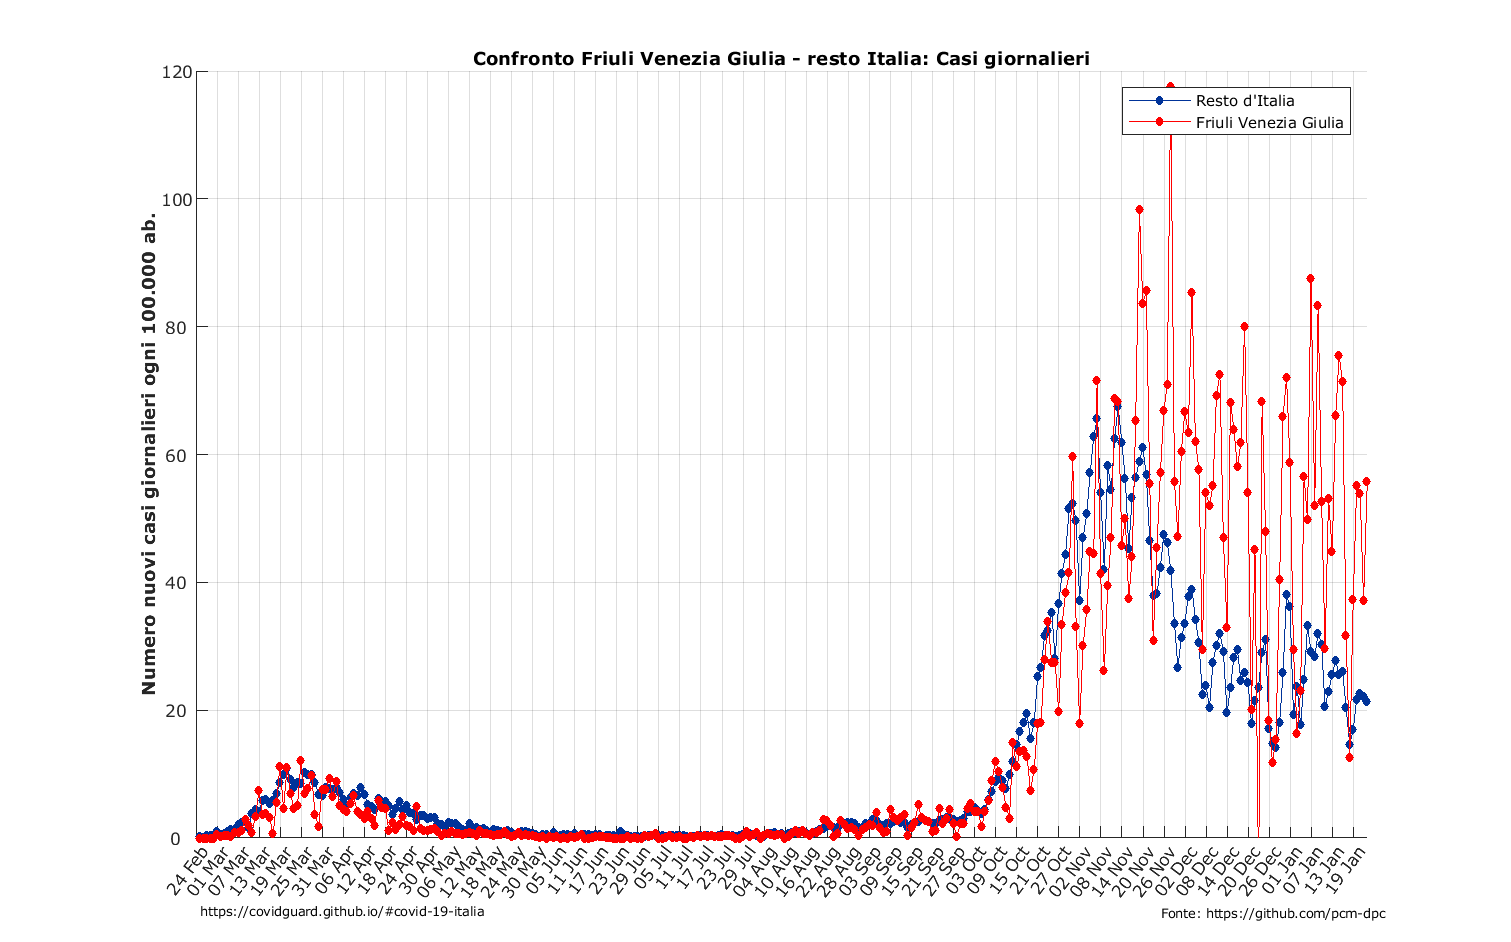 Confronto Friuli Venezia Giulia - resto Italia: Casi giornalieri
Numero nuovi casi giornalieri ogni 100.000 ab.
120
100
80
60
40
20
0
Resto d'Italia
Friuli Venezia Giulia
24 Feb
01 Mar
07 Mar
13 Mar
19 Mar
25 Mar
31 Mar
06 Apr
12 Apr
18 Apr
24 Apr
30 Apr
06 May
12 May
18 May
24 May
30 May
05 Jun
11 Jun
17 Jun
23 Jun
29 Jun
05 Jul
11 Jul
17 Jul
23 Jul
29 Jul
04 Aug
10 Aug
16 Aug
22 Aug
28 Aug
03 Sep
09 Sep
15 Sep
21 Sep
27 Sep
03 Oct
09 Oct
15 Oct
21 Oct
27 Oct
02 Nov
08 Nov
14 Nov
20 Nov
26 Nov
02 Dec
08 Dec
14 Dec
20 Dec
26 Dec
01 Jan
07 Jan
13 Jan
19 Jan
https://covidguard.github.io/#covid-19-italia
Fonte: https://github.com/pcm-dpc